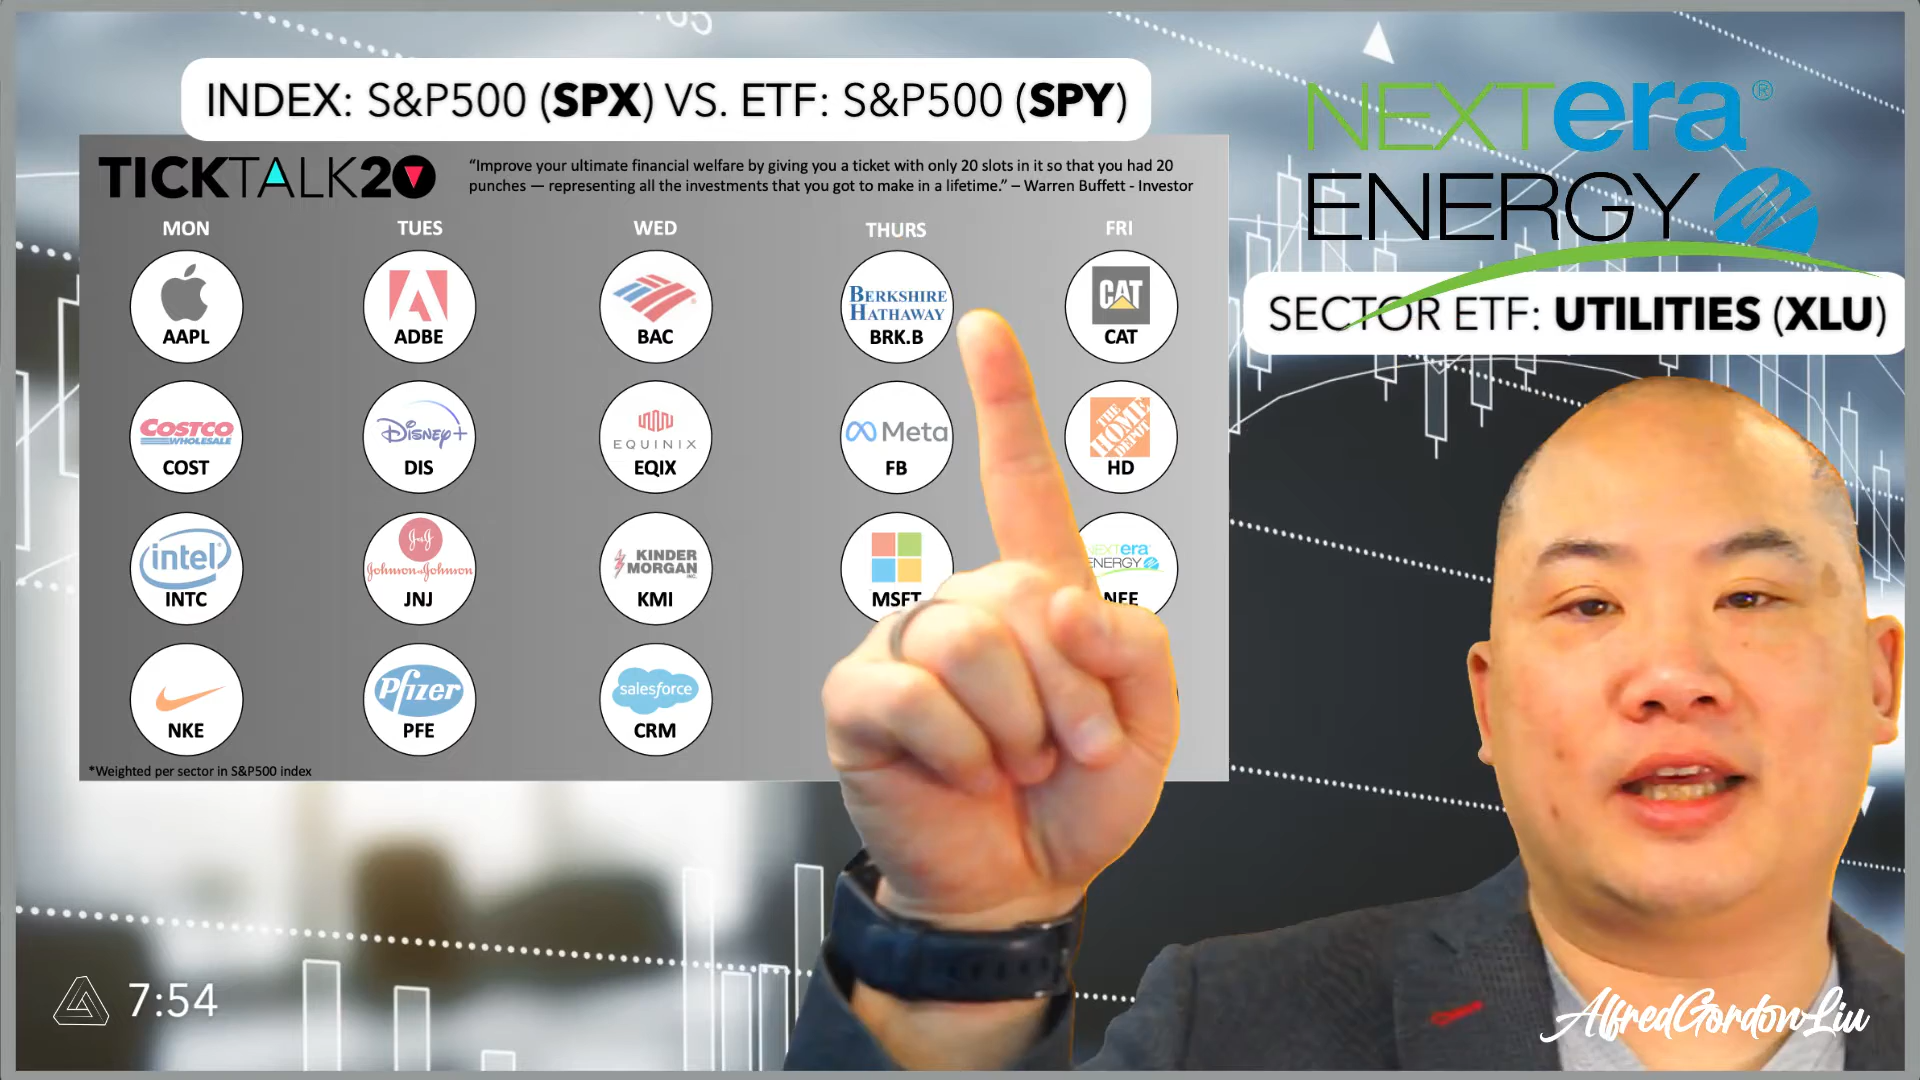 INDEX: S&P500 (SPX) VS. ETF: S&P500 (SPY)
NEXTera®
ENERGY
SECTOR ETF: UTILITIES (XLU)
TICKTALK20
“Improve your ultimate financial welfare by giving you a ticket with only 20 slots in it so that you had 20
punches — representing all the investments that you got to make in a lifetime.” – Warren Buffett - Investor
MON TUES WED THURS FRI
BERKSHIRE HATHAWAY CAT
AAPL ADBE BAC BRK.B CAT
COSTCO WHOLESALE Disney+ EQUINIX Meta THE HOME DEPOT
COST DIS EQIX FB HD
intel J&J Johnson&Johnson KINDER MORGAN INC. NEXTera ENERGY
INTC JNJ KMI MSFT NEE
Pfizer salesforce
NKE PFE CRM
*Weighted per sector in S&P500 index
7:54
AlfredGordonLiu